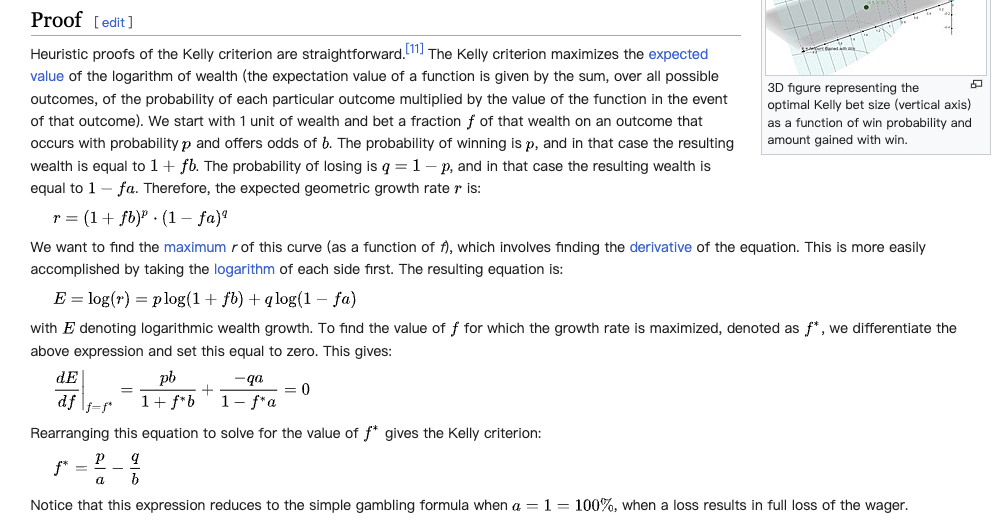 Proof [ edit ]
Heuristic proofs of the Kelly criterion are straightforward.[11] The Kelly criterion maximizes the expected
value of the logarithm of wealth (the expectation value of a function is given by the sum, over all possible
outcomes, of the probability of each particular outcome multiplied by the value of the function in the event
of that outcome). We start with 1 unit of wealth and bet a fraction f of that wealth on an outcome that
occurs with probability p and offers odds of b. The probability of winning is p, and in that case the resulting
wealth is equal to 1 + fb. The probability of losing is q = 1 − p, and in that case the resulting wealth is
equal to 1 − fa. Therefore, the expected geometric growth rate r is:
r = (1 + fb)^p · (1 − fa)^q
We want to find the maximum r of this curve (as a function of f), which involves finding the derivative of the equation. This is more easily
accomplished by taking the logarithm of each side first. The resulting equation is:
E = log(r) = p log(1 + fb) + q log(1 − fa)
with E denoting logarithmic wealth growth. To find the value of f for which the growth rate is maximized, denoted as f*, we differentiate the
above expression and set this equal to zero. This gives:
dE/df |_{f=f*} = pb/(1 + f*b) + −qa/(1 − f*a) = 0
Rearranging this equation to solve for the value of f* gives the Kelly criterion:
f* = p/a − q/b
Notice that this expression reduces to the simple gambling formula when a = 1 = 100%, when a loss results in full loss of the wager.
3D figure representing the
optimal Kelly bet size (vertical axis)
as a function of win probability and
amount gained with win.